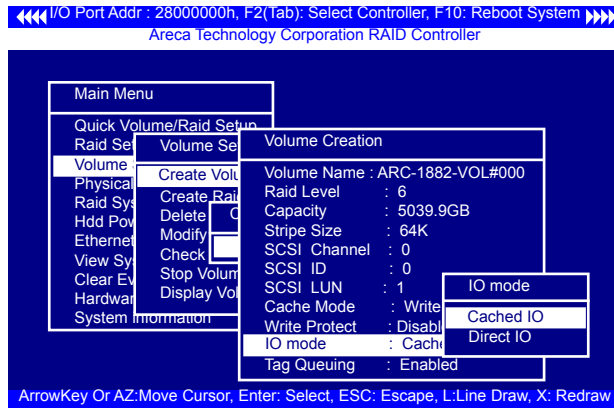 I/O Port Addr : 28000000h, F2(Tab): Select Controller, F10: Reboot System
Areca Technology Corporation RAID Controller
Main Menu
Quick Volume/Raid Setup
Raid Set
Volume
Physical
Raid Sys
Hdd Pow
Ethernet
View Sy
Clear Ev
Hardwar
System Information
Volume Se
Create Volu
Create Rai
Delete
Modify
Check
Stop Volum
Display Vol
C
Volume Creation
Volume Name : ARC-1882-VOL#000
Raid Level : 6
Capacity : 5039.9GB
Stripe Size : 64K
SCSI Channel : 0
SCSI ID : 0
SCSI LUN : 1
Cache Mode : Write
Write Protect : Disabl
IO mode : Cache
Tag Queuing : Enabled
IO mode
Cached IO
Direct IO
ArrowKey Or AZ:Move Cursor, Enter: Select, ESC: Escape, L:Line Draw, X: Redraw